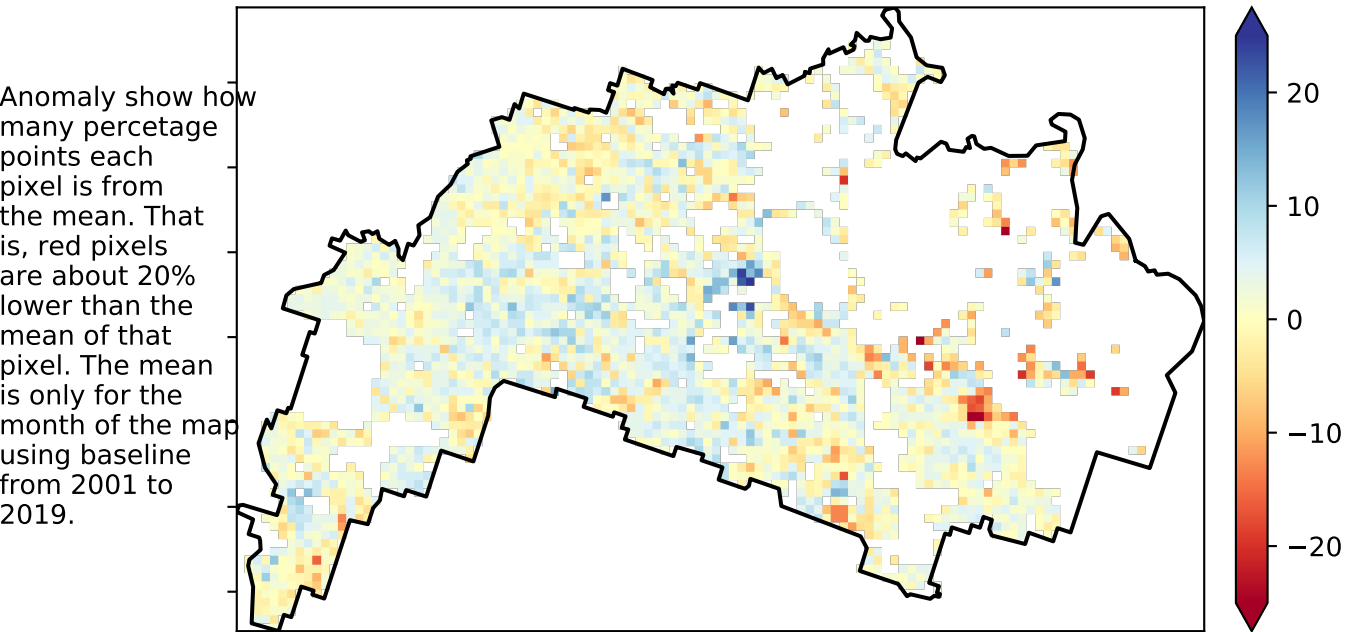 Anomaly show how
many percetage
points each
pixel is from
the mean. That
is, red pixels
are about 20%
lower than the
mean of that
pixel. The mean
is only for the
month of the map
using baseline
from 2001 to
2019.
20
10
0
−10
−20